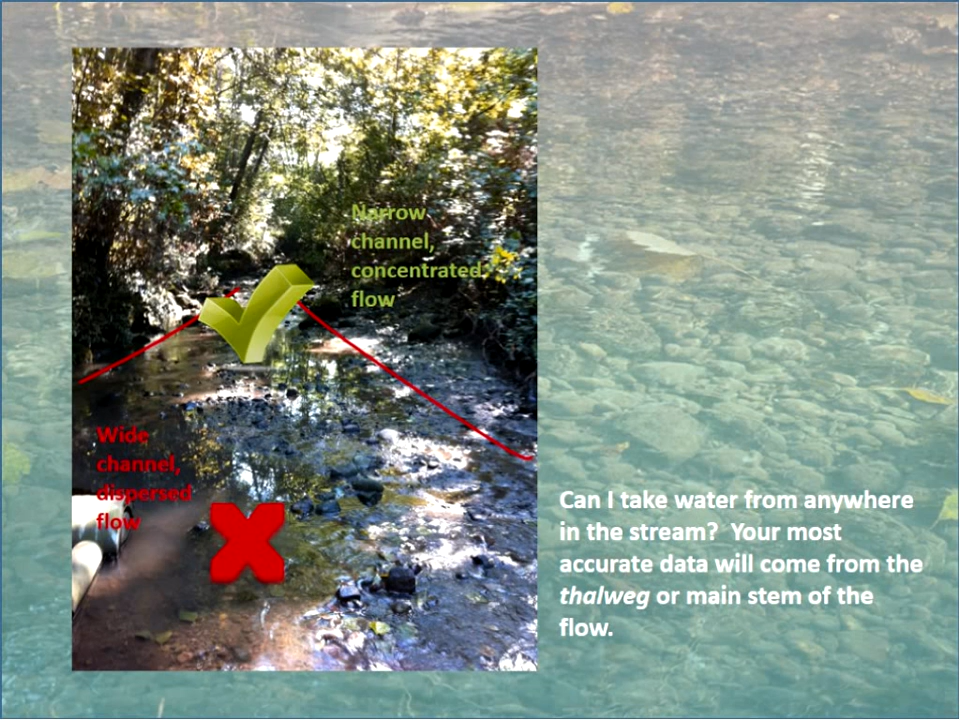 Narrow
channel,
concentrated
flow
Wide
channel,
dispersed
flow
Can I take water from anywhere
in the stream?  Your most
accurate data will come from the
thalweg or main stem of the
flow.